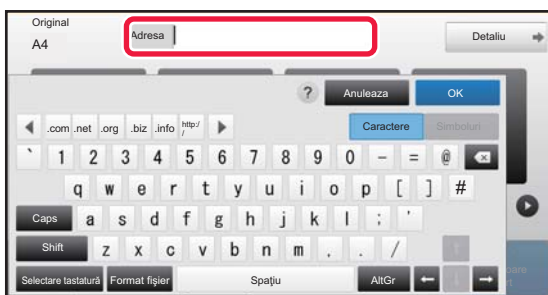 Original
A4
Adresa
Detaliu
?
Anuleaza
OK
.com .net .org .biz .info http:/
/
Caractere
Simboluri
` 1 2 3 4 5 6 7 8 9 0 - = @
q w e r t y u i o p [ ] #
Caps a s d f g h j k l ; '
Shift z x c v b n m , . /
Selectare tastatură Format fişier Spaţiu AltGr